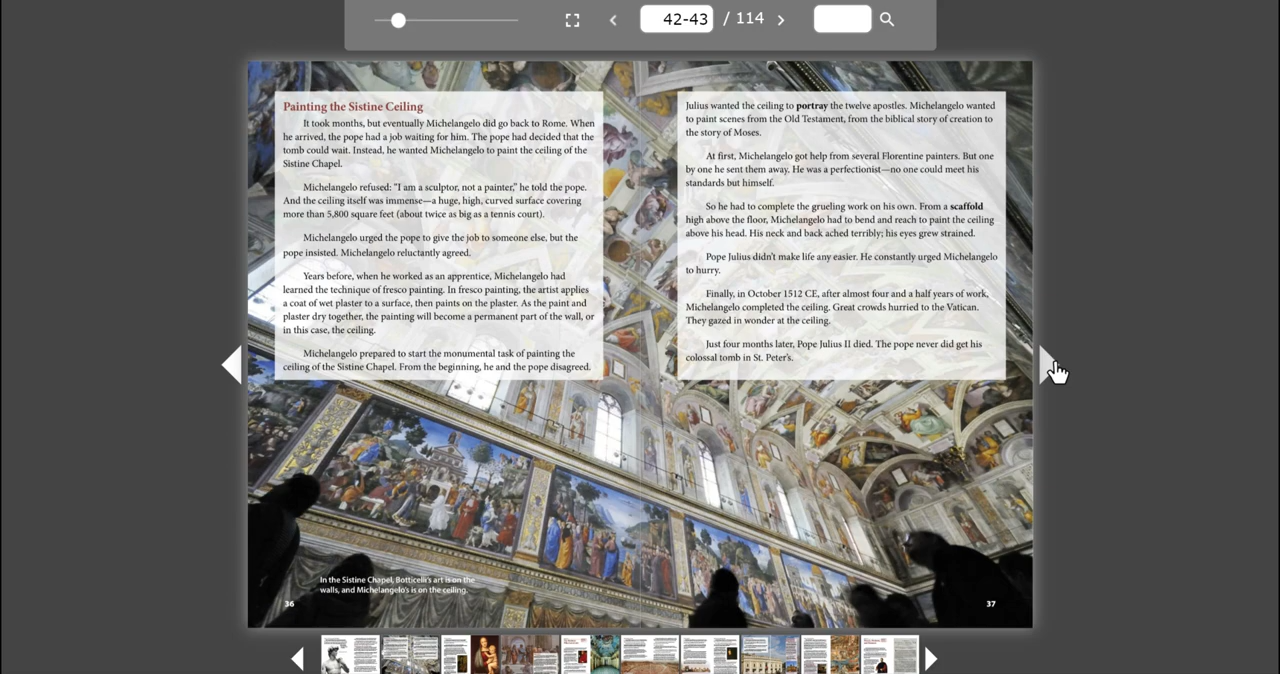 42-43 / 114
Painting the Sistine Ceiling
It took months, but eventually Michelangelo did go back to Rome. When
he arrived, the pope had a job waiting for him. The pope had decided that the
tomb could wait. Instead, he wanted Michelangelo to paint the ceiling of the
Sistine Chapel.
Michelangelo refused: "I am a sculptor, not a painter," he told the pope.
And the ceiling itself was immense—a huge, high, curved surface covering
more than 5,800 square feet (about twice as big as a tennis court).
Michelangelo urged the pope to give the job to someone else, but the
pope insisted. Michelangelo reluctantly agreed.
Years before, when he worked as an apprentice, Michelangelo had
learned the technique of fresco painting. In fresco painting, the artist applies
a coat of wet plaster to a surface, then paints on the plaster. As the paint and
plaster dry together, the painting will become a permanent part of the wall, or
in this case, the ceiling.
Michelangelo prepared to start the monumental task of painting the
ceiling of the Sistine Chapel. From the beginning, he and the pope disagreed.
In the Sistine Chapel, Botticelli's art is on the
walls, and Michelangelo's is on the ceiling.
36
Julius wanted the ceiling to portray the twelve apostles. Michelangelo wanted
to paint scenes from the Old Testament, from the biblical story of creation to
the story of Moses.
At first, Michelangelo got help from several Florentine painters. But one
by one he sent them away. He was a perfectionist—no one could meet his
standards but himself.
So he had to complete the grueling work on his own. From a scaffold
high above the floor, Michelangelo had to bend and reach to paint the ceiling
above his head. His neck and back ached terribly; his eyes grew strained.
Pope Julius didn't make life any easier. He constantly urged Michelangelo
to hurry.
Finally, in October 1512 CE, after almost four and a half years of work,
Michelangelo completed the ceiling. Great crowds hurried to the Vatican.
They gazed in wonder at the ceiling.
Just four months later, Pope Julius II died. The pope never did get his
colossal tomb in St. Peter's.
37